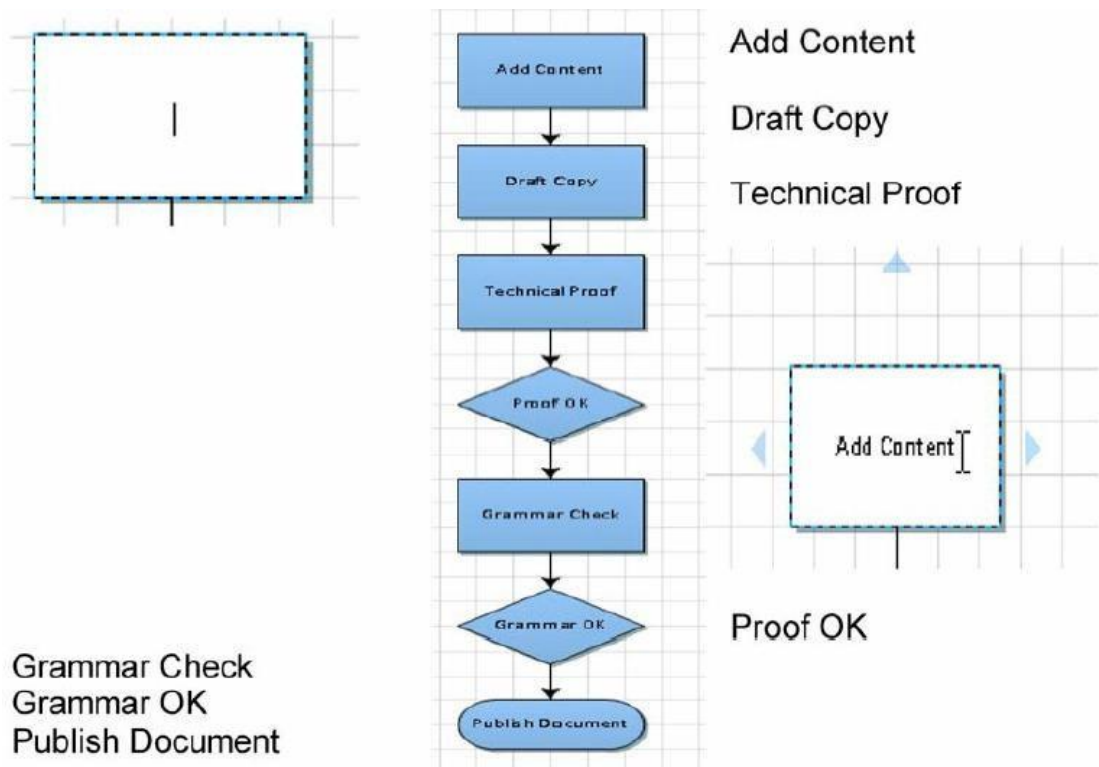 Add Content
Draft Copy
Technical Proof
Proof OK
Grammar Check
Grammar OK
Publish Document
Add Content
Draft Copy
Technical Proof
Add Content
Proof OK
Grammar Check
Grammar OK
Publish Document